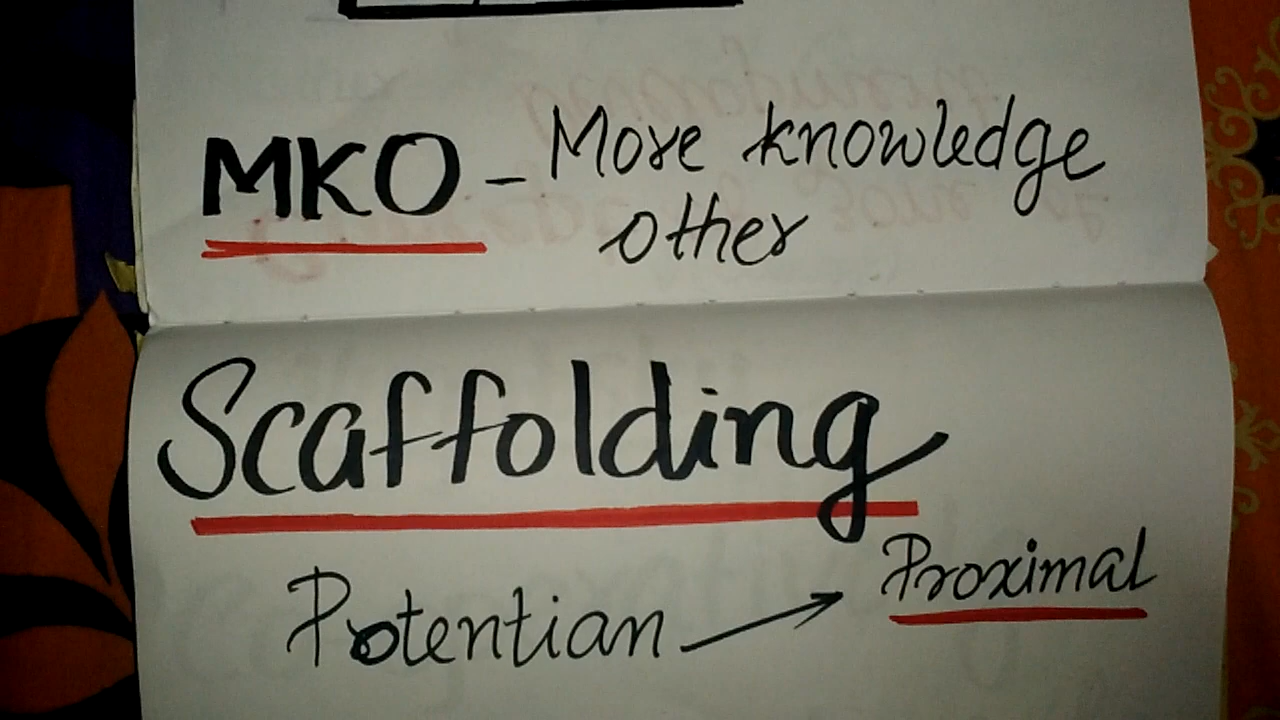 MKO - More knowledge
other
Scaffolding
Proximal
Potentian →